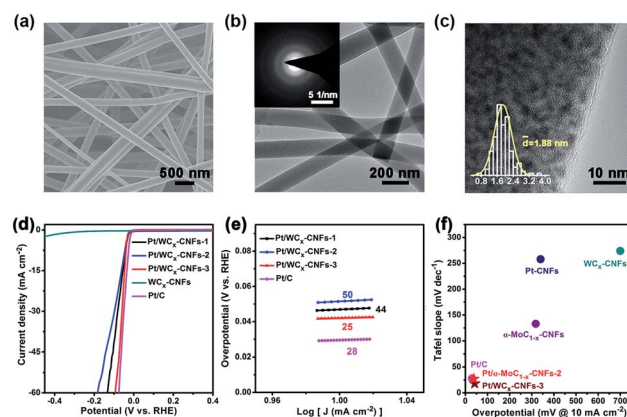 (a)
500 nm
(b)
5 1/nm
200 nm
(c)
d=1.88 nm
0.8 1.6 2.4 3.2 4.0
10 nm
(d)
Current density (mA cm⁻²)
0
-15
-30
-45
-60
Pt/WCₓ-CNFs-1
Pt/WCₓ-CNFs-2
Pt/WCₓ-CNFs-3
WCₓ-CNFs
Pt/C
-0.4 -0.2 0.0 0.2 0.4
Potential (V vs. RHE)
(e)
Overpotential (V vs. RHE)
0.08
0.06
0.04
0.02
0.00
Pt/WCₓ-CNFs-1
Pt/WCₓ-CNFs-2
Pt/WCₓ-CNFs-3
Pt/C
50
44
25
28
0.96 1.00 1.04
Log [ J (mA cm⁻²) ]
(f)
Tafel slope (mV dec⁻¹)
300
250
200
150
100
50
0
WCₓ-CNFs
Pt-CNFs
α-MoC₁₋ₓ-CNFs
Pt/C
Pt/α-MoC₁₋ₓ-CNFs-2
Pt/WCₓ-CNFs-3
0 100 200 300 400 500 600 700
Overpotential (mV @ 10 mA cm⁻²)